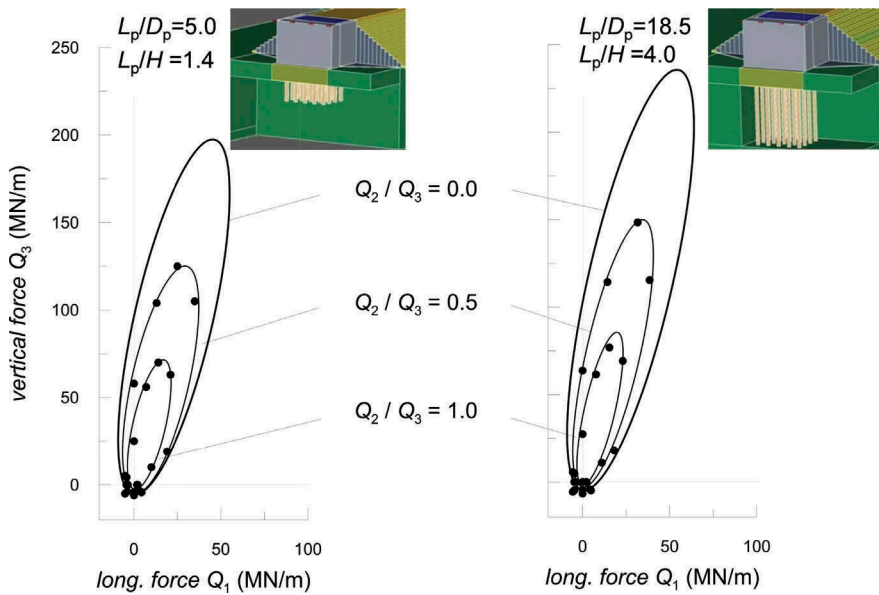 Lp/Dp=5.0
Lp/H =1.4
Lp/Dp=18.5
Lp/H =4.0
250
200
150
100
50
0
vertical force Q3 (MN/m)
Q2 / Q3 = 0.0
Q2 / Q3 = 0.5
Q2 / Q3 = 1.0
0
50
100
long. force Q1 (MN/m)
0
50
100
long. force Q1 (MN/m)